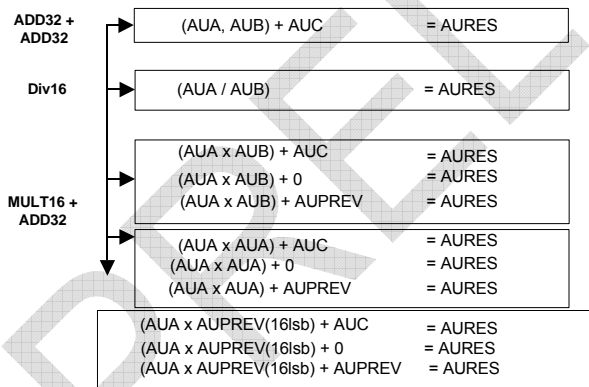 ADD32 +
ADD32
(AUA, AUB) + AUC = AURES
Div16
(AUA / AUB) = AURES
MULT16 +
ADD32
(AUA x AUB) + AUC = AURES
(AUA x AUB) + 0 = AURES
(AUA x AUB) + AUPREV = AURES
(AUA x AUA) + AUC = AURES
(AUA x AUA) + 0 = AURES
(AUA x AUA) + AUPREV = AURES
(AUA x AUPREV(16lsb) + AUC = AURES
(AUA x AUPREV(16lsb) + 0 = AURES
(AUA x AUPREV(16lsb) + AUPREV = AURES
PREL